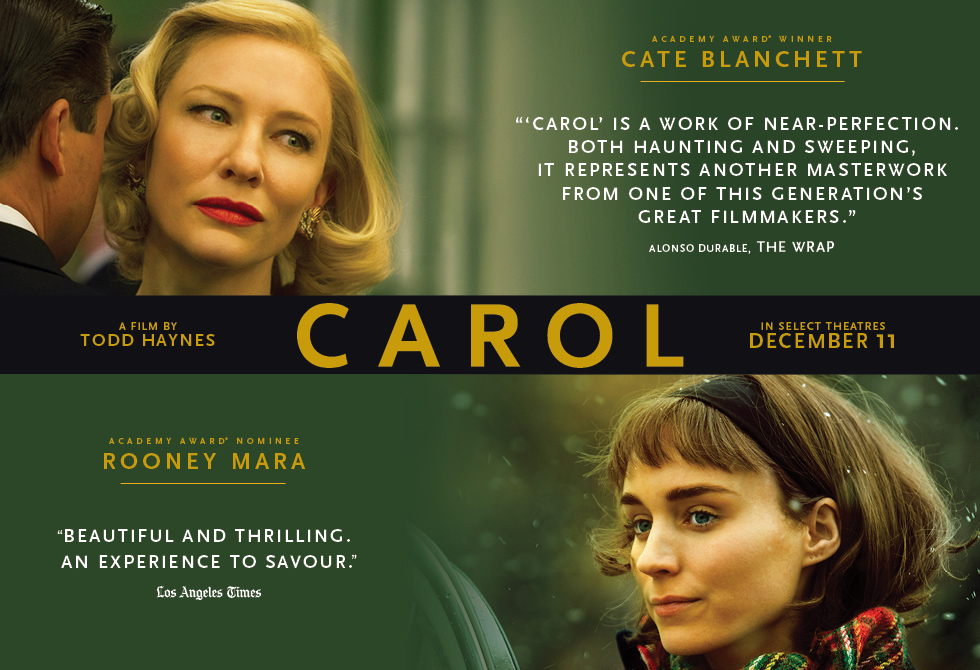 ACADEMY AWARD® WINNER
CATE BLANCHETT
“‘CAROL’ IS A WORK OF NEAR-PERFECTION.
BOTH HAUNTING AND SWEEPING,
IT REPRESENTS ANOTHER MASTERWORK
FROM ONE OF THIS GENERATION’S
GREAT FILMMAKERS.”
ALONSO DURABLE, THE WRAP
A FILM BY
TODD HAYNES
CAROL
IN SELECT THEATRES
DECEMBER 11
ACADEMY AWARD® NOMINEE
ROONEY MARA
“BEAUTIFUL AND THRILLING.
AN EXPERIENCE TO SAVOUR.”
Los Angeles Times